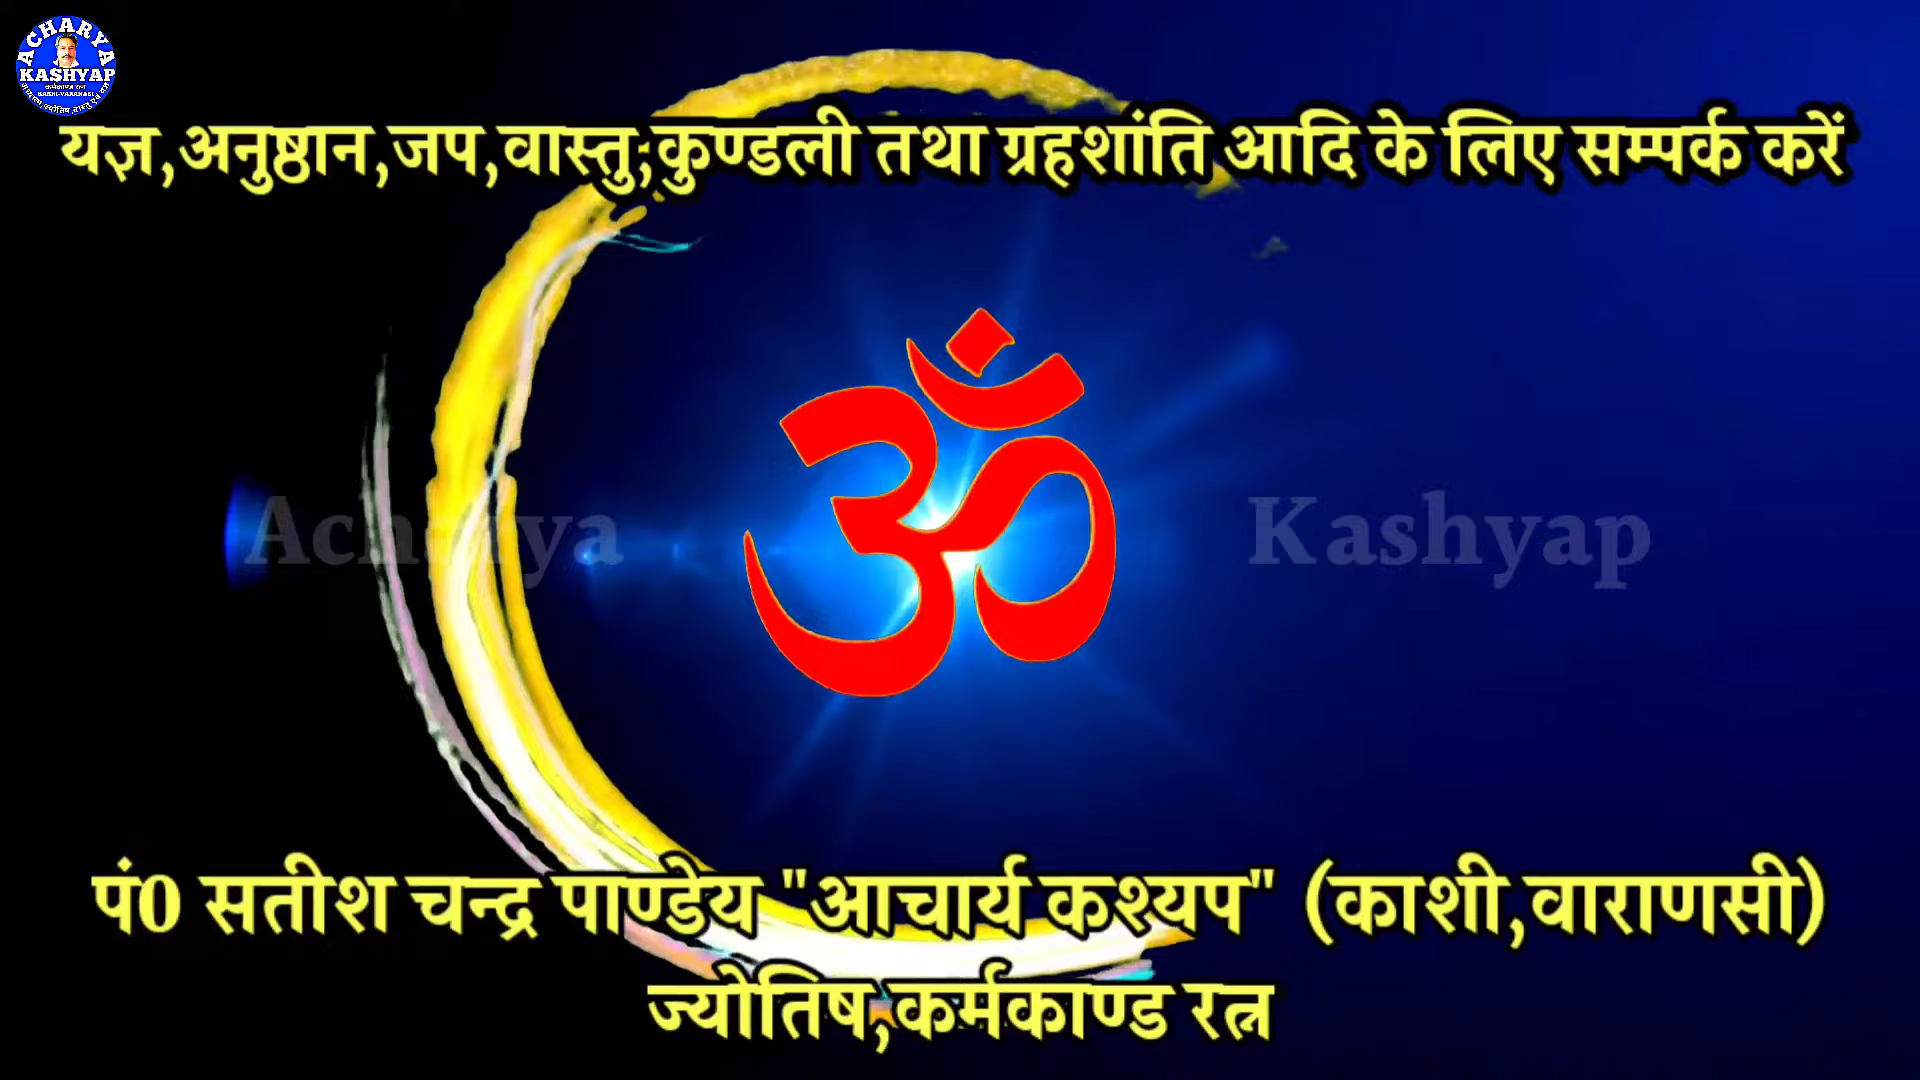 ACHARYA
KASHYAP
यज्ञ,अनुष्ठान,जप,वास्तु,कुण्डली तथा ग्रहशांति आदि के लिए सम्पर्क करें
ॐ
Acharya Kashyap
पं0 सतीश चन्द्र पाण्डेय "आचार्य कश्यप" (काशी,वाराणसी)
ज्योतिष,कर्मकाण्ड रत्न